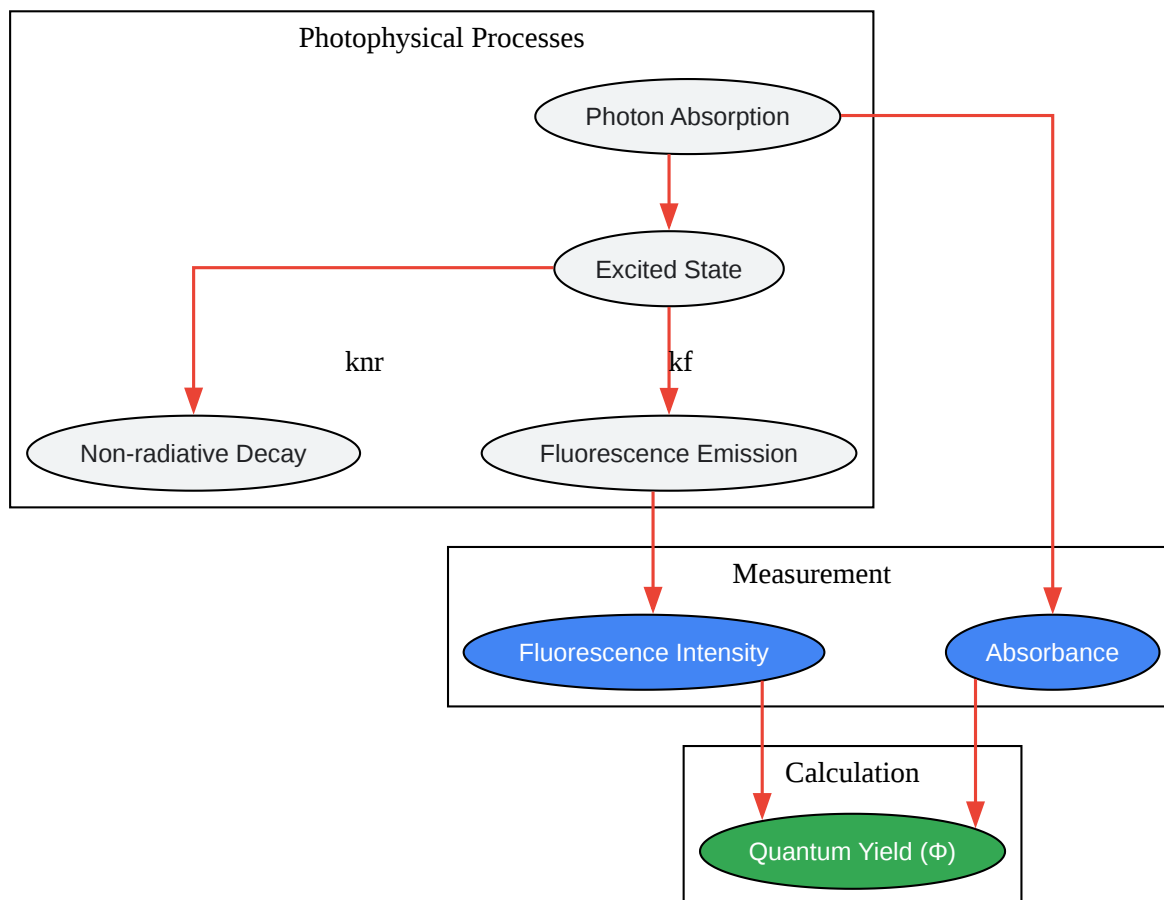 Photophysical Processes
Photon Absorption
Excited State
knr
kf
Non-radiative Decay
Fluorescence Emission
Measurement
Fluorescence Intensity
Absorbance
Calculation
Quantum Yield (Φ)